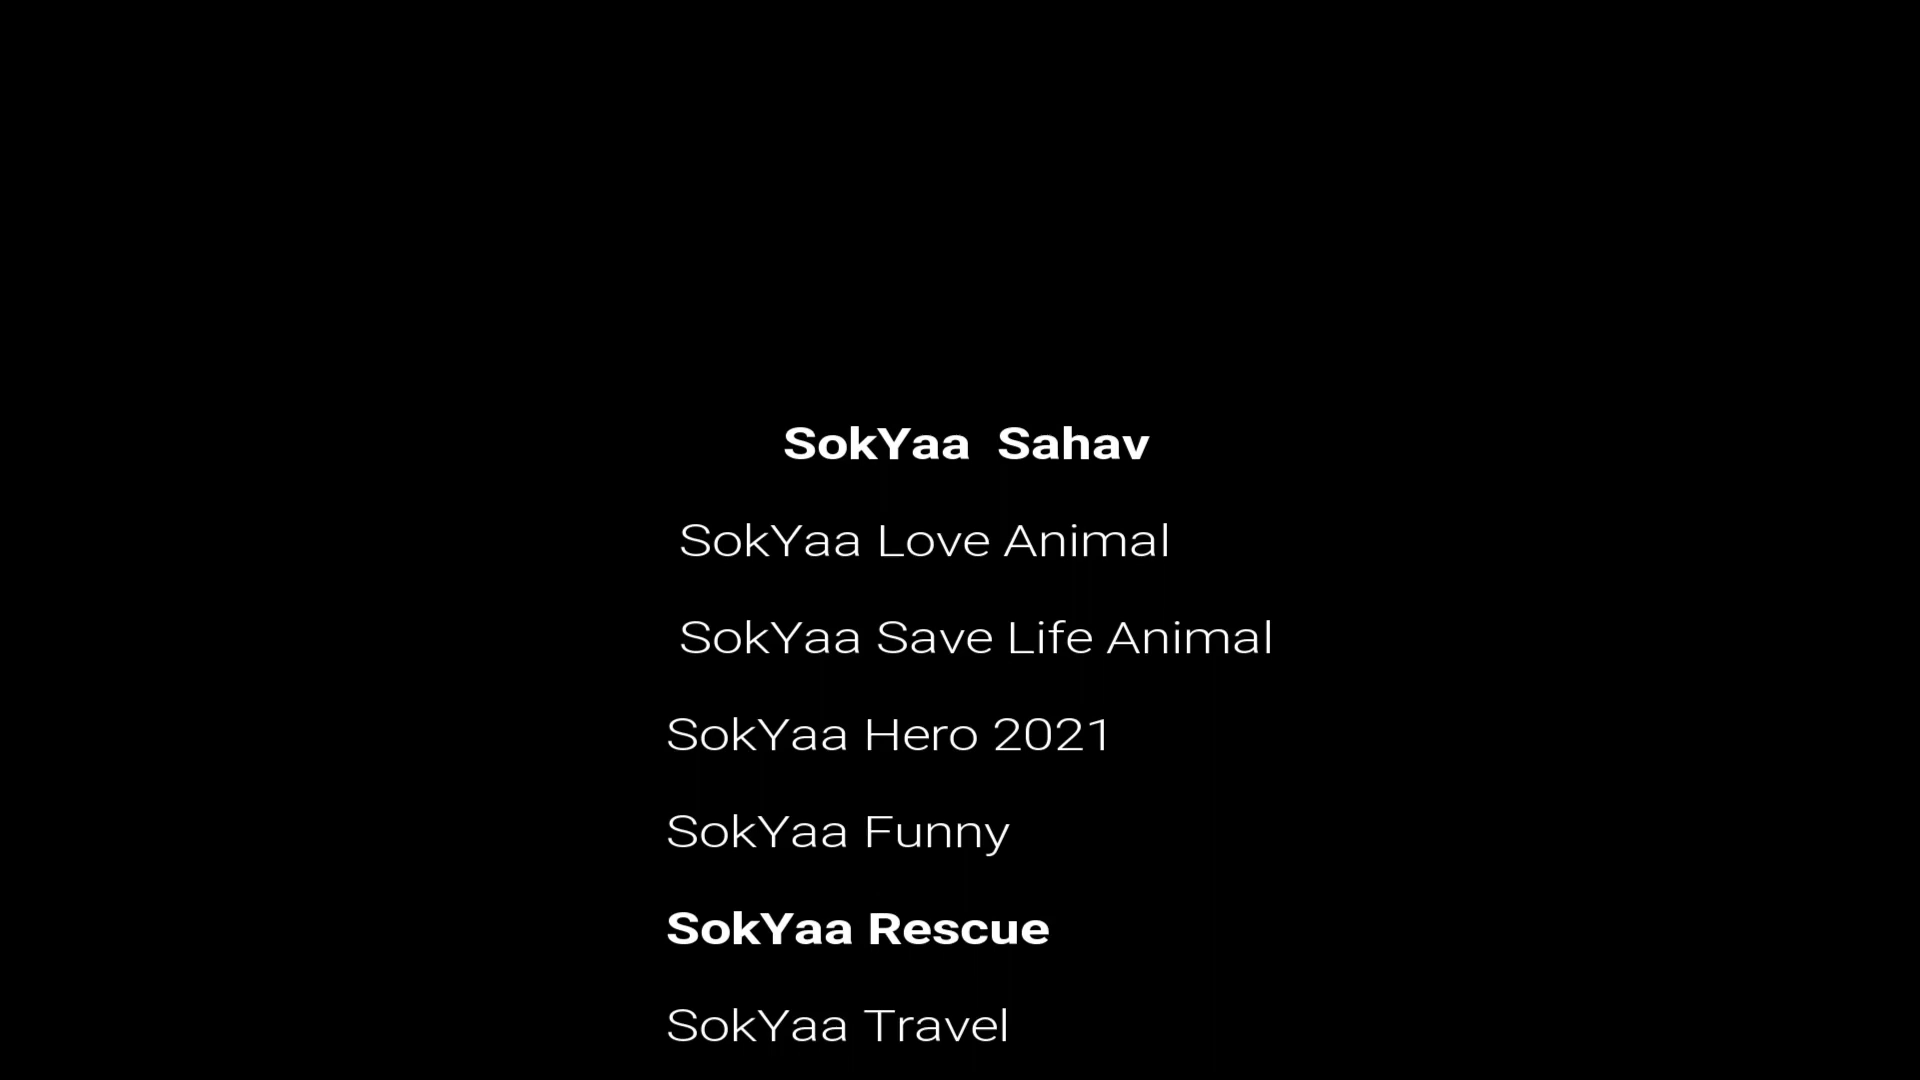 SokYaa  Sahav
SokYaa Love Animal
SokYaa Save Life Animal
SokYaa Hero 2021
SokYaa Funny
SokYaa Rescue
SokYaa Travel